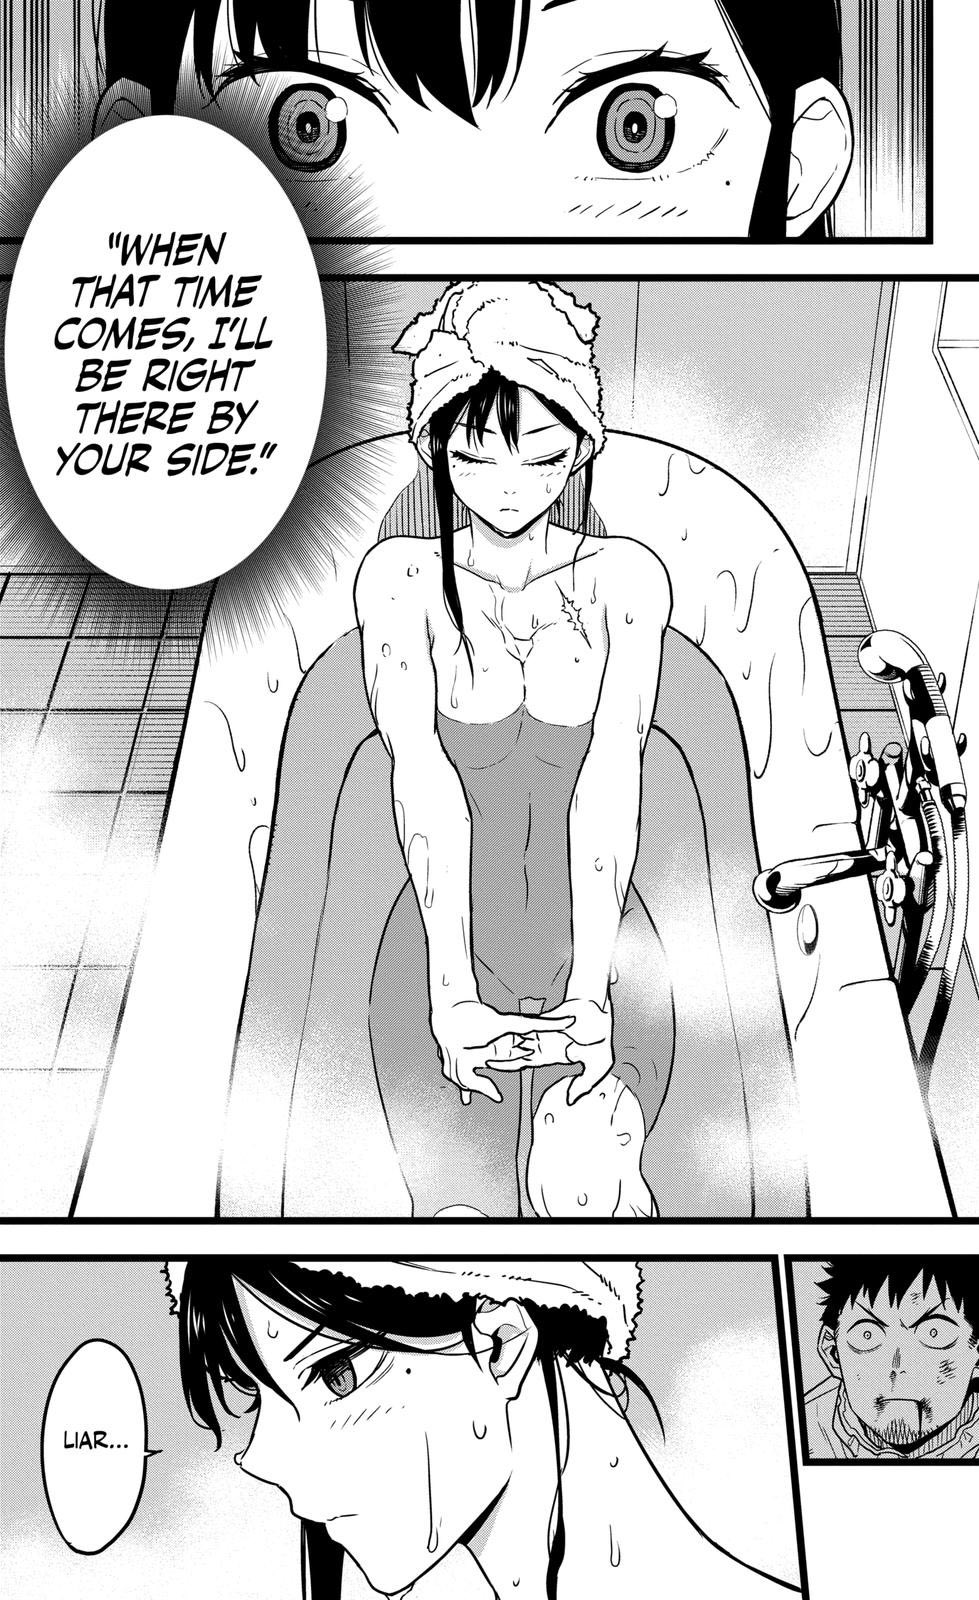 "WHEN
THAT TIME
COMES, I'LL
BE RIGHT
THERE BY
YOUR SIDE."
LIAR...